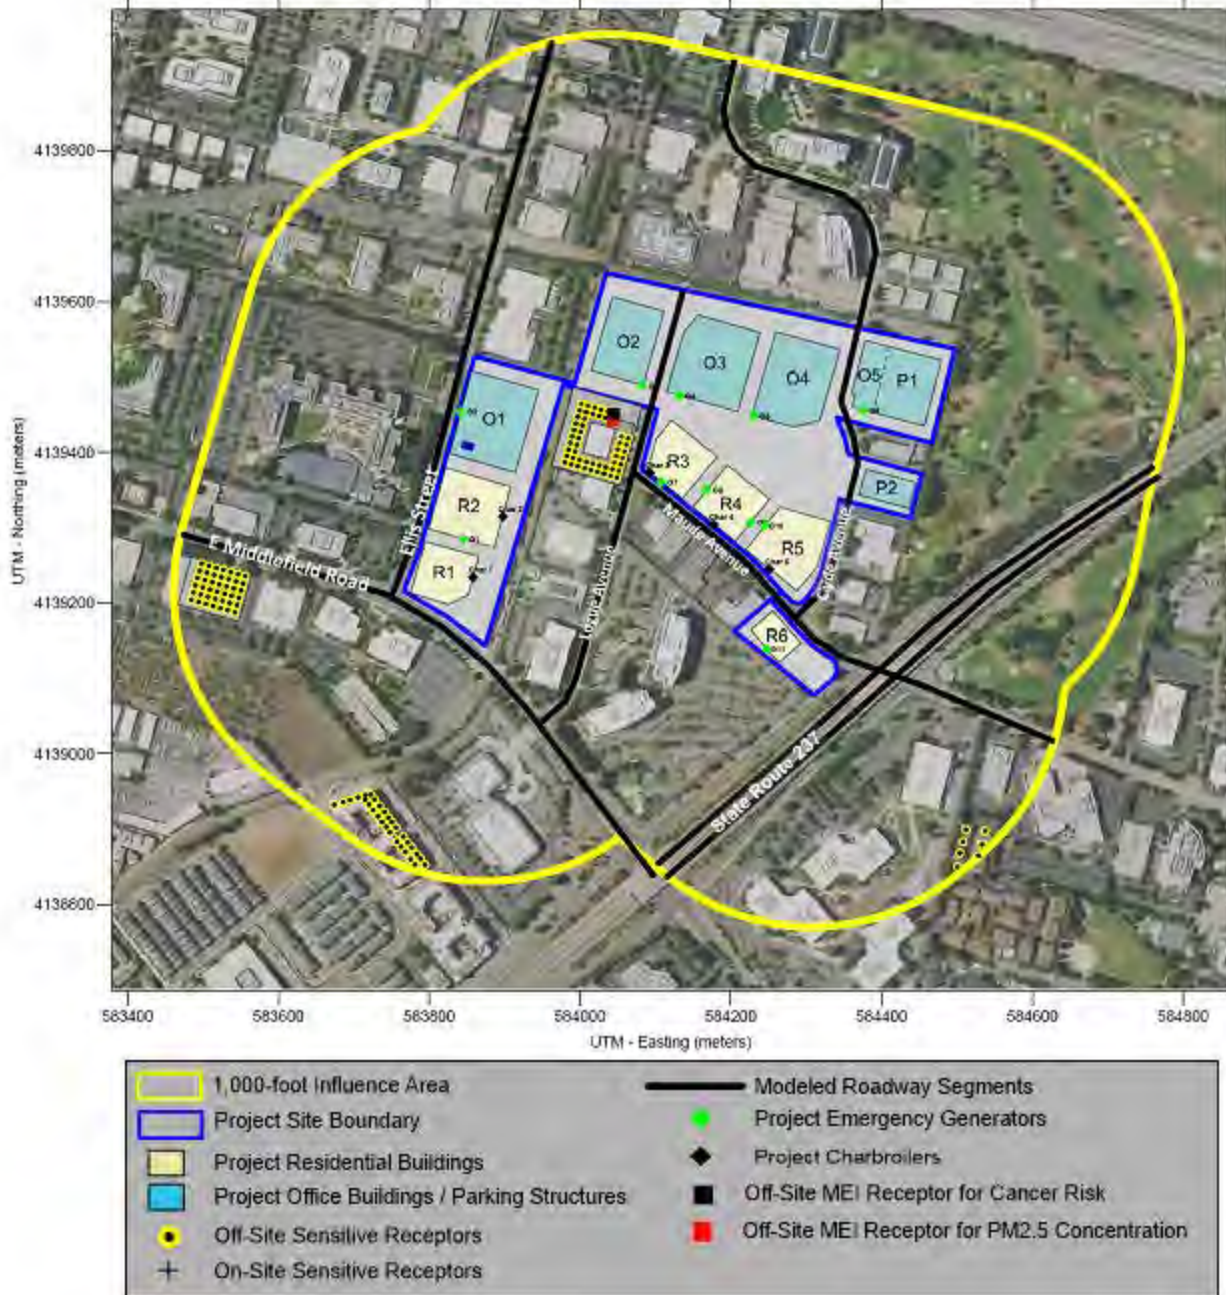 4139800
4139600
4139400
4139200
4139000
4138800
UTM - Northing (meters)
O2
O3
O4
O5
P1
O1
P2
R3
R4
R2
R5
R1
R6
Ellis Street
E Middlefield Road
Maude Avenue
Clyde Avenue
Logue Avenue
State Route 237
583400
583600
583800
584000
584200
584400
584600
584800
UTM - Easting (meters)
1,000-foot Influence Area
Modeled Roadway Segments
Project Site Boundary
Project Emergency Generators
Project Residential Buildings
Project Charbroilers
Project Office Buildings / Parking Structures
Off-Site MEI Receptor for Cancer Risk
Off-Site Sensitive Receptors
Off-Site MEI Receptor for PM2.5 Concentration
On-Site Sensitive Receptors